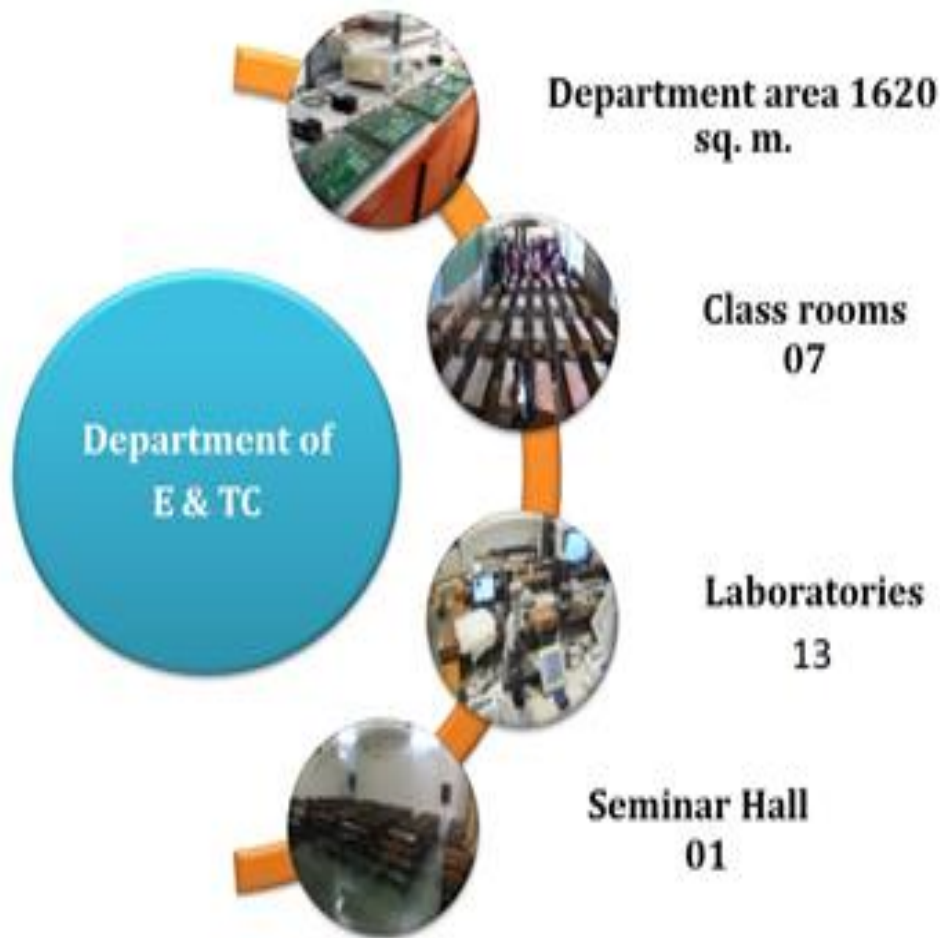 Department area 1620
sq. m.
Class rooms
07
Department of
E & TC
Laboratories
13
Seminar Hall
01